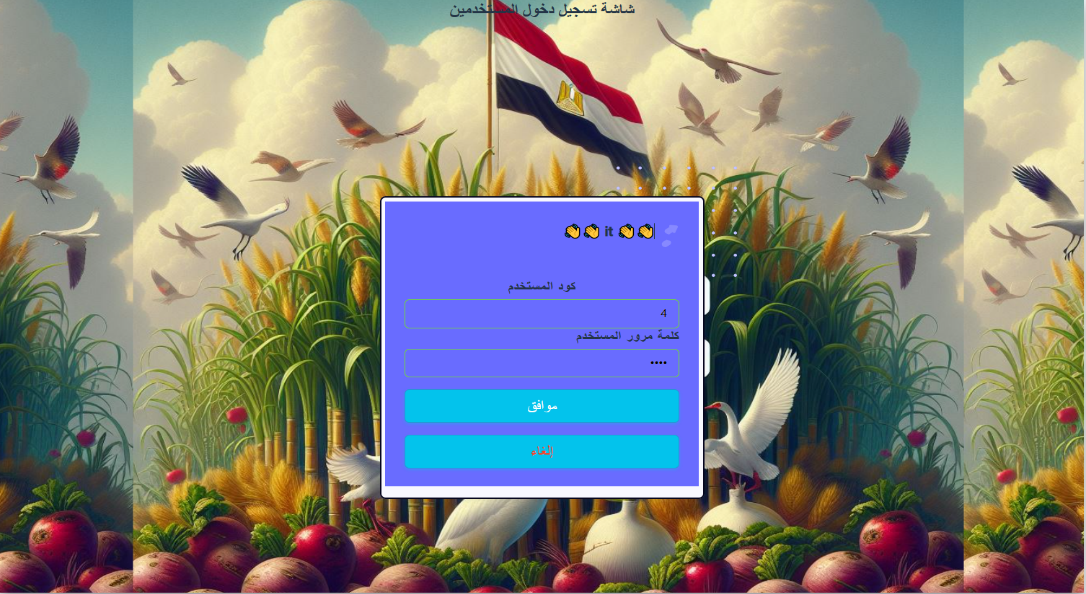 شاشة تسجيل دخول المستخدمين
👏👏 it 👏👏
كود المستخدم
4
كلمة مرور المستخدم
••••
موافق
إلغاء